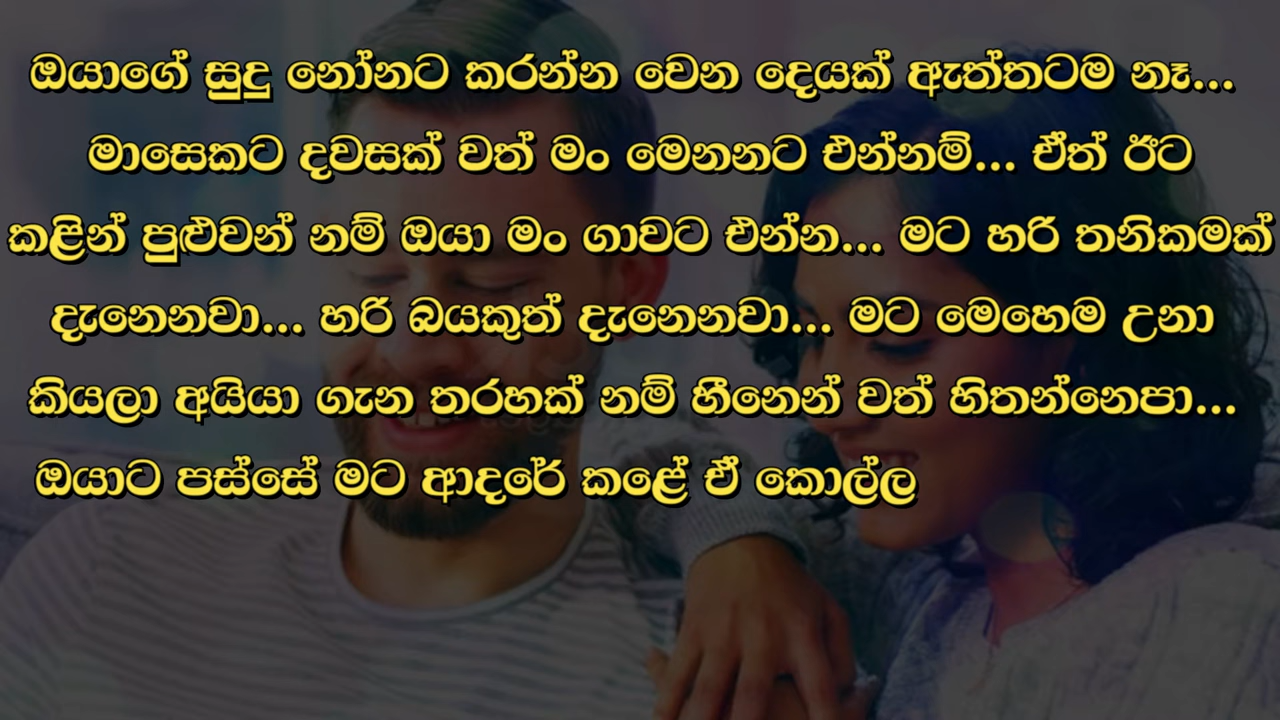 ඔයාගේ සුදු නෝනට කරන්න වෙන දෙයක් ඇත්තටම නෑ...
මාසෙකට දවසක් වත් මං මෙනනට එන්නම්... ඒත් ඊට
කළින් පුළුවන් නම් ඔයා මං ගාවට එන්න... මට හරි තනිකමක්
දැනෙනවා... හරි බයකුත් දැනෙනවා... මට මෙහෙම උනා
කියලා අයියා ගැන තරහක් නම් හීනෙන් වත් හිතන්නෙපා...
ඔයාට පස්සේ මට ආදරේ කළේ ඒ කොල්ල